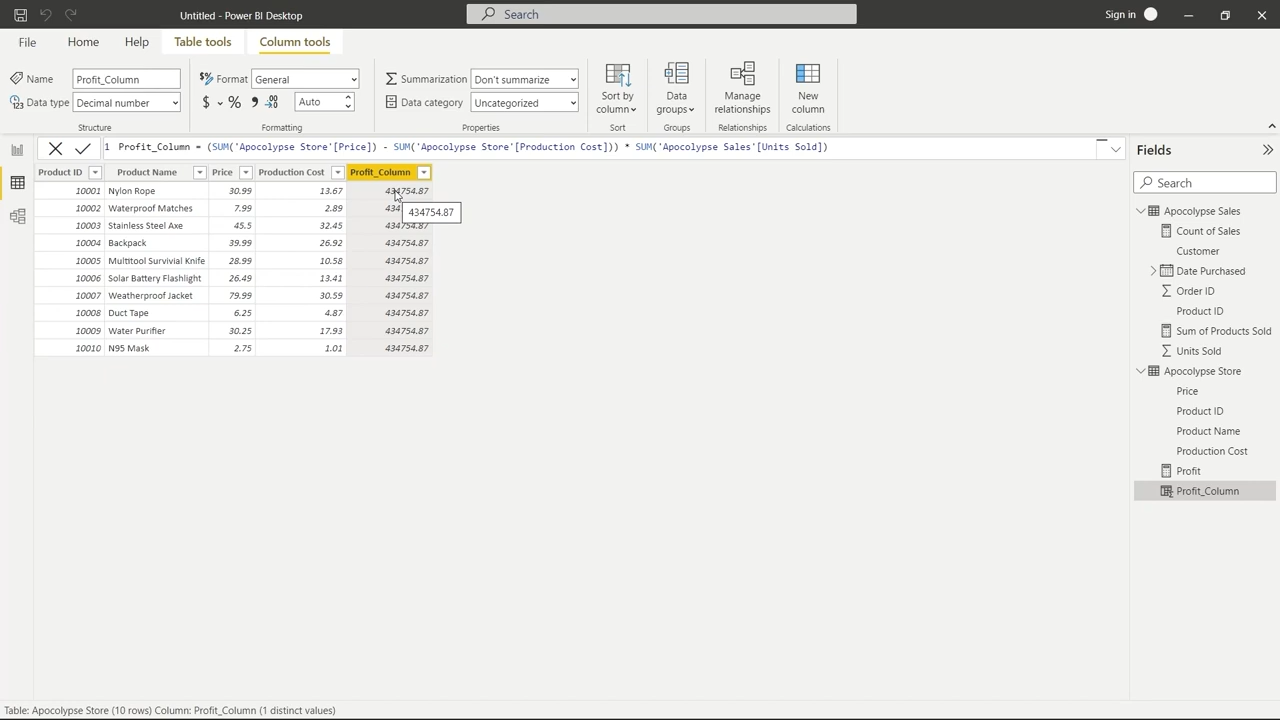 Untitled - Power BI Desktop
Search
Sign in
File
Home
Help
Table tools
Column tools
Name
Profit_Column
Format
General
Summarization
Don't summarize
Data type
Decimal number
$ % 9
Auto
Data category
Uncategorized
Sort by column
Data groups
Manage relationships
New column
Structure
Formatting
Properties
Sort
Groups
Relationships
Calculations
1 Profit_Column = (SUM('Apocolypse Store'[Price]) - SUM('Apocolypse Store'[Production Cost])) * SUM('Apocolypse Sales'[Units Sold])
Product ID Product Name Price Production Cost Profit_Column
10001 Nylon Rope 30.99 13.67 434754.87
10002 Waterproof Matches 7.99 2.89 434
434754.87
10003 Stainless Steel Axe 45.5 32.45 434754.87
10004 Backpack 39.99 26.92 434754.87
10005 Multitool Survivial Knife 28.99 10.58 434754.87
10006 Solar Battery Flashlight 26.49 13.41 434754.87
10007 Weatherproof Jacket 79.99 30.59 434754.87
10008 Duct Tape 6.25 4.87 434754.87
10009 Water Purifier 30.25 17.93 434754.87
10010 N95 Mask 2.75 1.01 434754.87
Fields
Search
Apocolypse Sales
Count of Sales
Customer
Date Purchased
Order ID
Product ID
Sum of Products Sold
Units Sold
Apocolypse Store
Price
Product ID
Product Name
Production Cost
Profit
Profit_Column
Table: Apocolypse Store (10 rows) Column: Profit_Column (1 distinct values)